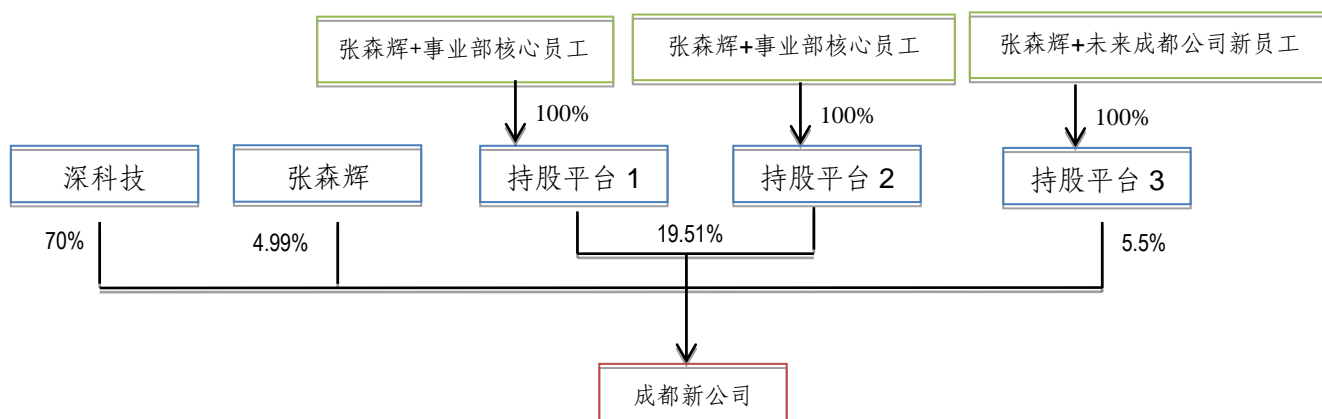 张森辉+事业部核心员工
张森辉+事业部核心员工
张森辉+未来成都公司新员工
100%
100%
100%
深科技
张森辉
持股平台 1
持股平台 2
持股平台 3
70%
4.99%
19.51%
5.5%
成都新公司